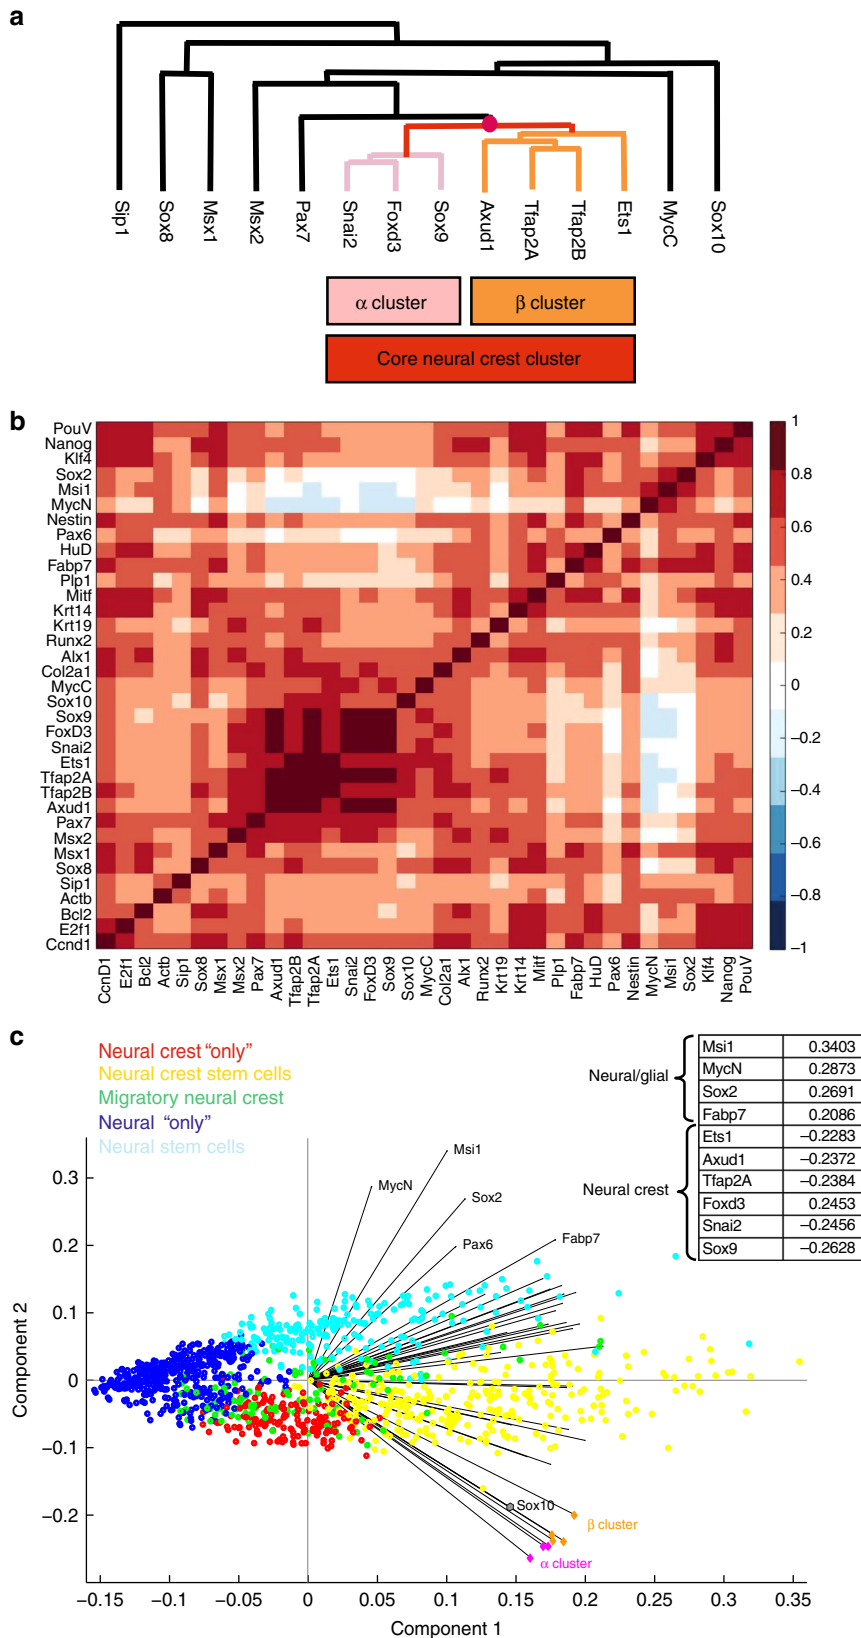 a
Sip1
Sox8
Msx1
Msx2
Pax7
Snai2
Foxd3
Sox9
Axud1
Tfap2A
Tfap2B
Ets1
MycC
Sox10
α cluster
β cluster
Core neural crest cluster
b
PouV
Nanog
Klf4
Sox2
Msi1
MycN
Nestin
Pax6
HuD
Fabp7
Plp1
Mitf
Krt14
Krt19
Runx2
Alx1
Col2a1
MycC
Sox10
Sox9
FoxD3
Snai2
Ets1
Tfap2A
Tfap2B
Axud1
Pax7
Msx2
Msx1
Sox8
Sip1
Actb
Bcl2
E2f1
Ccnd1
CcnD1
E2f1
Bcl2
Actb
Sip1
Sox8
Msx1
Msx2
Pax7
Axud1
Tfap2B
Tfap2A
Ets1
Snai2
FoxD3
Sox9
Sox10
MycC
Col2a1
Alx1
Runx2
Krt19
Krt14
Mitf
Plp1
Fabp7
HuD
Pax6
Nestin
MycN
Msi1
Sox2
Klf4
Nanog
PouV
1
0.8
0.6
0.4
0.2
0
–0.2
–0.4
–0.6
–0.8
–1
c
Neural crest “only”
Neural crest stem cells
Migratory neural crest
Neural “only”
Neural stem cells
Neural/glial
Neural crest
Msi1 0.3403
MycN 0.2873
Sox2 0.2691
Fabp7 0.2086
Ets1 –0.2283
Axud1 –0.2372
Tfap2A –0.2384
Foxd3 0.2453
Snai2 –0.2456
Sox9 –0.2628
Msi1
MycN
Sox2
Pax6
Fabp7
Sox10
β cluster
α cluster
Component 2
0.3
0.2
0.1
0
–0.1
–0.2
–0.15 –0.1 –0.05 0 0.05 0.1 0.15 0.2 0.25 0.3 0.35
Component 1